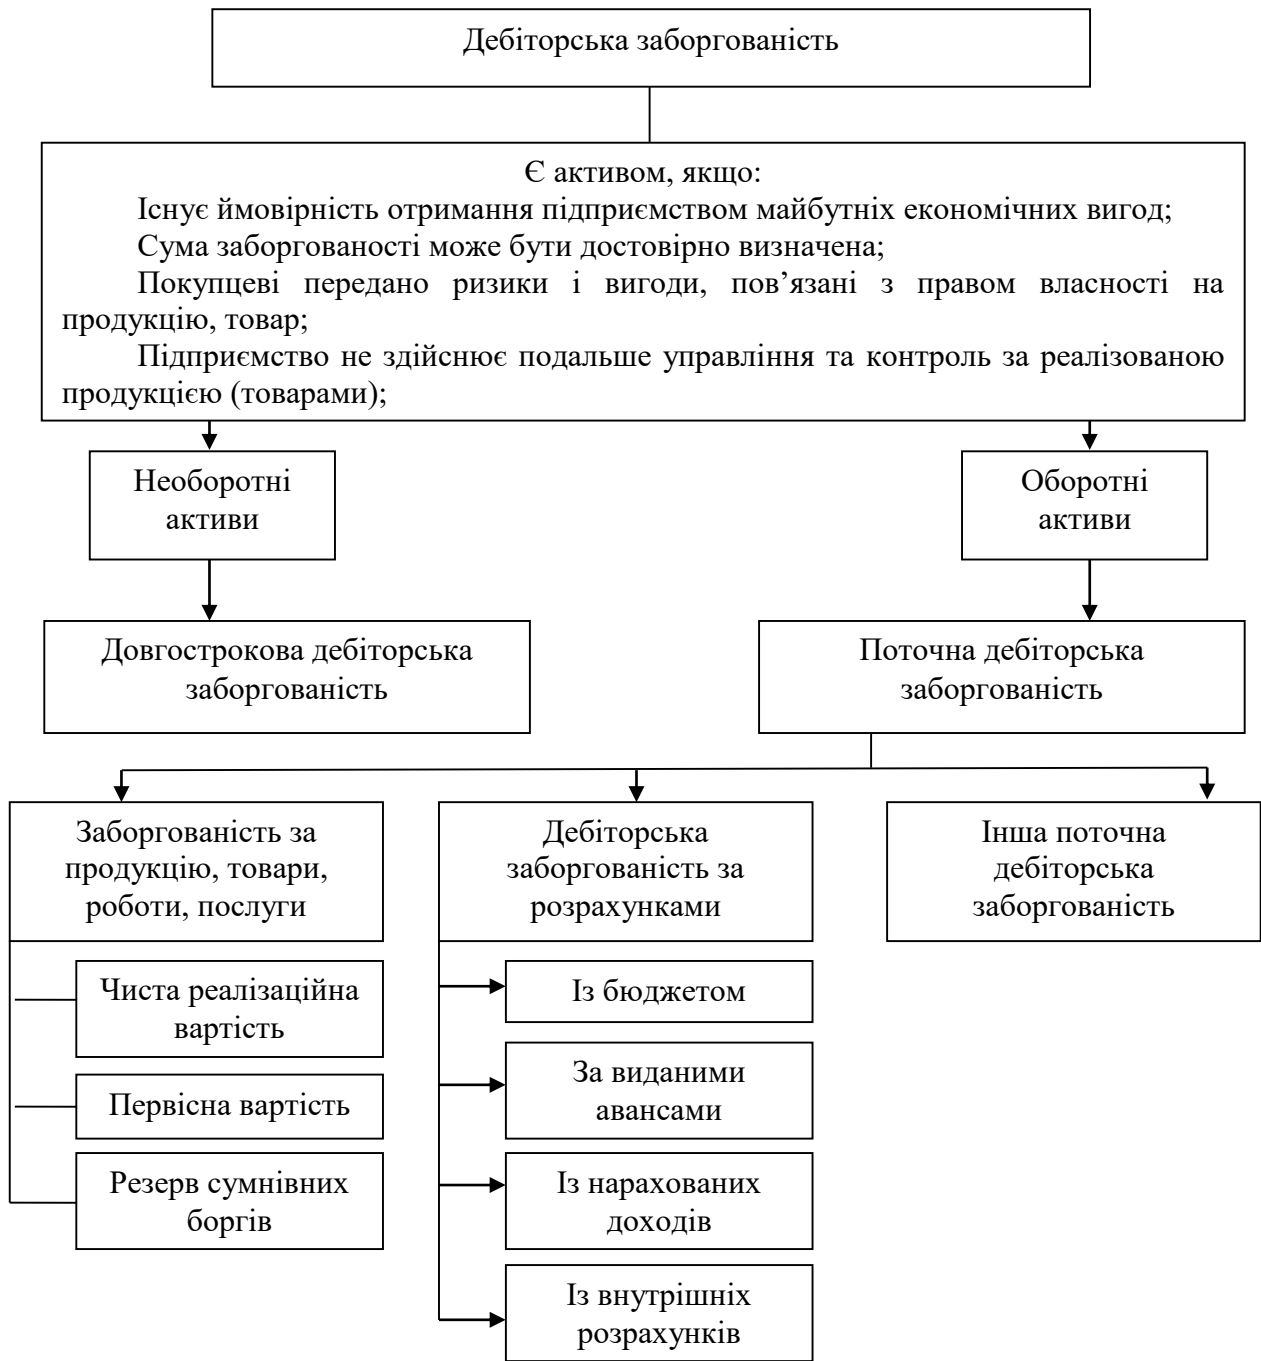 Дебіторська заборгованість
Є активом, якщо:
Існує ймовірність отримання підприємством майбутніх економічних вигод;
Сума заборгованості може бути достовірно визначена;
Покупцеві передано ризики і вигоди, пов’язані з правом власності на
продукцію, товар;
Підприємство не здійснює подальше управління та контроль за реалізованою
продукцією (товарами);
Необоротні
активи
Оборотні
активи
Довгострокова дебіторська
заборгованість
Поточна дебіторська
заборгованість
Заборгованість за
продукцію, товари,
роботи, послуги
Дебіторська
заборгованість за
розрахунками
Інша поточна
дебіторська
заборгованість
Чиста реалізаційна
вартість
Первісна вартість
Резерв сумнівних
боргів
Із бюджетом
За виданими
авансами
Із нарахованих
доходів
Із внутрішніх
розрахунків